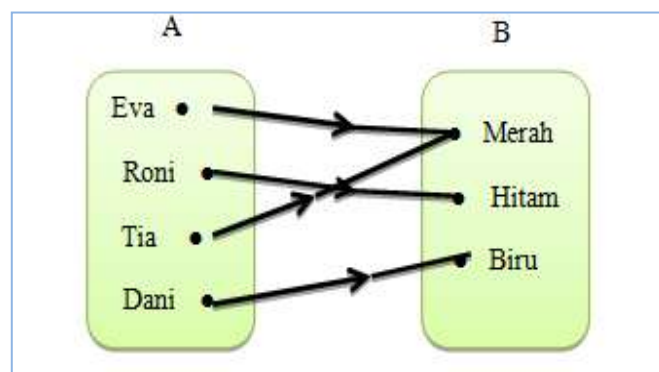 A
B
Eva
Merah
Roni
Hitam
Tia
Biru
Dani